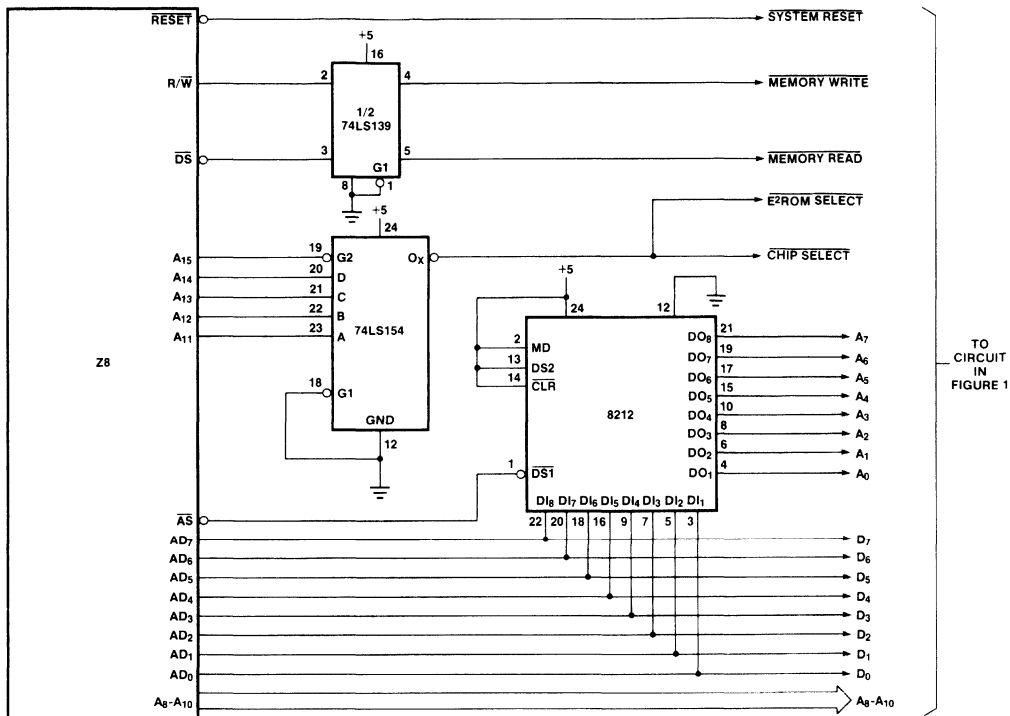 RESET
SYSTEM RESET
+5
16
R/W
2
4
MEMORY WRITE
1/2
74LS139
DS
3
5
MEMORY READ
G1
8
1
+5
24
E²ROM SELECT
A15
19
G2
OX
CHIP SELECT
A14
20
D
A13
21
C
A12
22
B
A11
23
A
74LS154
18
G1
GND
12
Z8
+5
24
12
2
MD
13
DS2
14
CLR
8212
1
DS1
DO8
21
A7
DO7
19
A6
DO6
17
A5
DO5
15
A4
DO4
10
A3
DO3
8
A2
DO2
6
A1
DO1
4
A0
DI8 DI7 DI6 DI5 DI4 DI3 DI2 DI1
22 20 18 16 9 7 5 3
TO
CIRCUIT
IN
FIGURE 1
AS
AD7
D7
AD6
D6
AD5
D5
AD4
D4
AD3
D3
AD2
D2
AD1
D1
AD0
D0
A8-A10
A8-A10